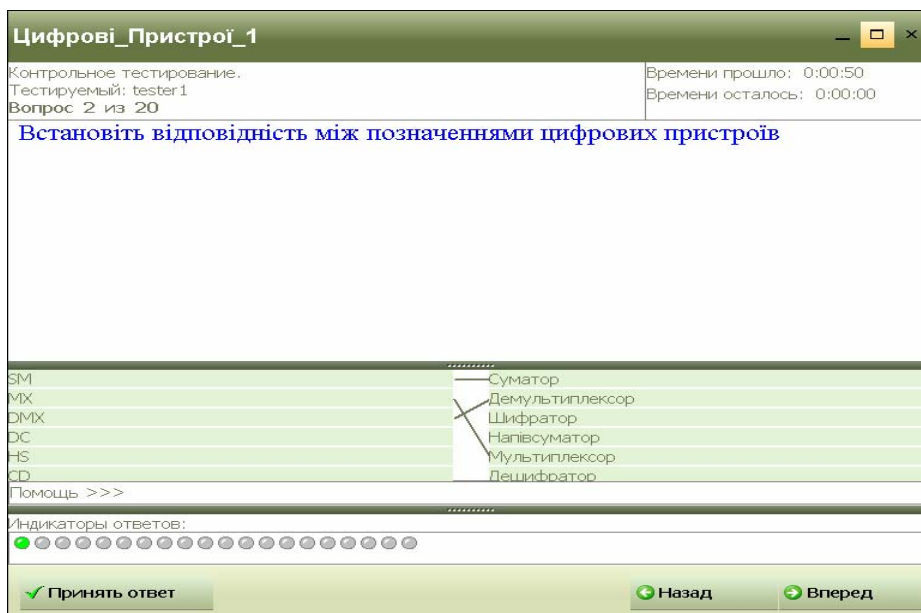 Цифрові_Пристрої_1
Контрольное тестирование.
Тестируемый: tester1
Вопрос 2 из 20
Времени прошло: 0:00:50
Времени осталось: 0:00:00
Встановіть відповідність між позначеннями цифрових пристроїв
SM
Суматор
MX
Демультиплексор
DMX
Шифратор
DC
Напівсуматор
HS
Мультиплексор
CD
Дешифратор
Помощь >>>
Индикаторы ответов:
Принять ответ
Назад
Вперед